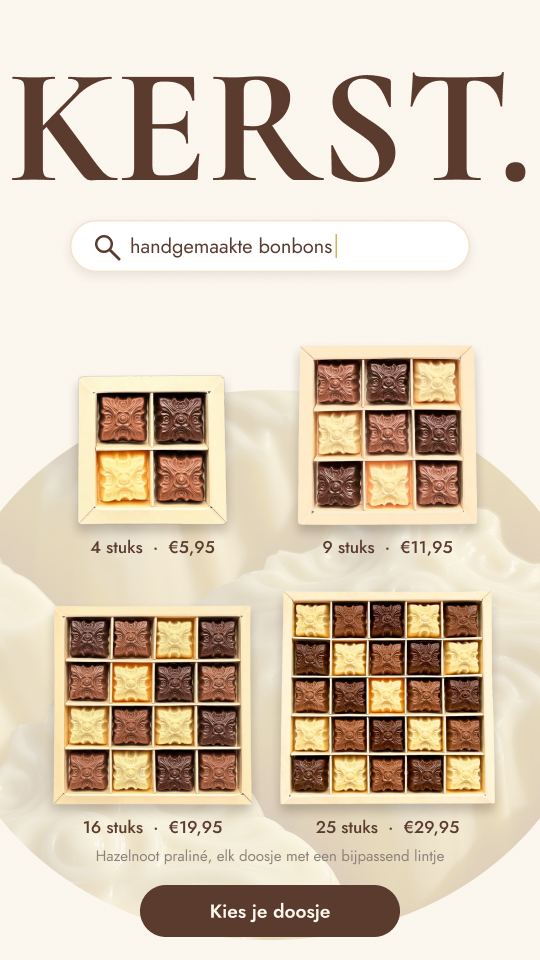 KERST.
handgemaakte bonbons
4 stuks · €5,95
9 stuks · €11,95
16 stuks · €19,95
25 stuks · €29,95
Hazelnoot praliné, elk doosje met een bijpassend lintje
Kies je doosje